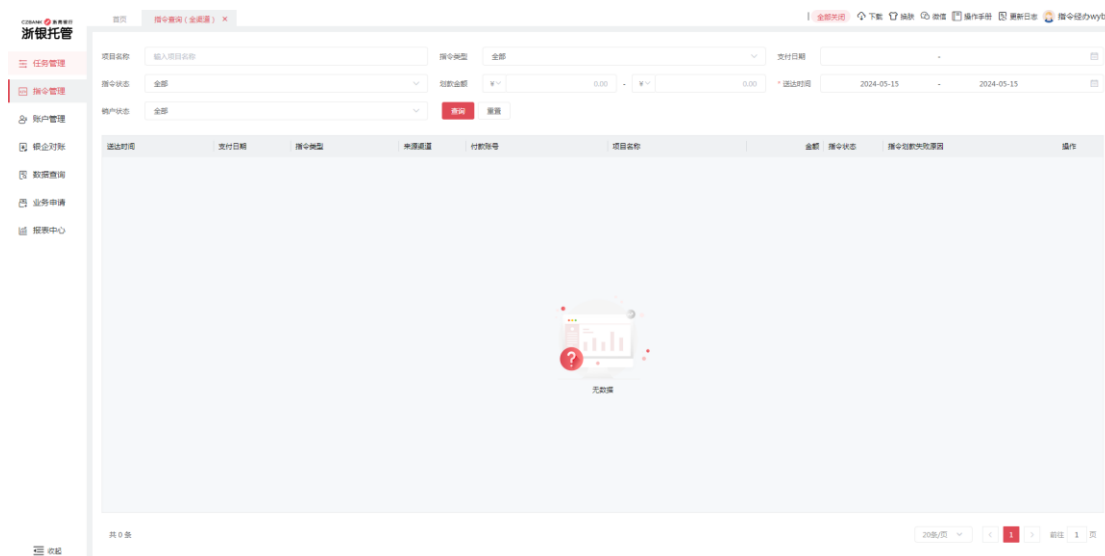 CZBANK 浙商银行
浙银托管
首页 指令查询（全渠道） ×
全部关闭 下载 换肤 微信 操作手册 更新日志 指令经办wyb
任务管理
指令管理
账户管理
银企对账
数据查询
业务申请
报表中心
收起
项目名称 输入项目名称 指令类型 全部 支付日期 -
指令状态 全部 划款金额 ¥ 0.00 - ¥ 0.00 * 送达时间 2024-05-15 - 2024-05-15
销户状态 全部 查询 重置
送达时间 支付日期 指令类型 来源渠道 付款账号 项目名称 金额 指令状态 指令划款失败原因 操作
?
无数据
共 0 条 20条/页 < 1 > 前往 1 页